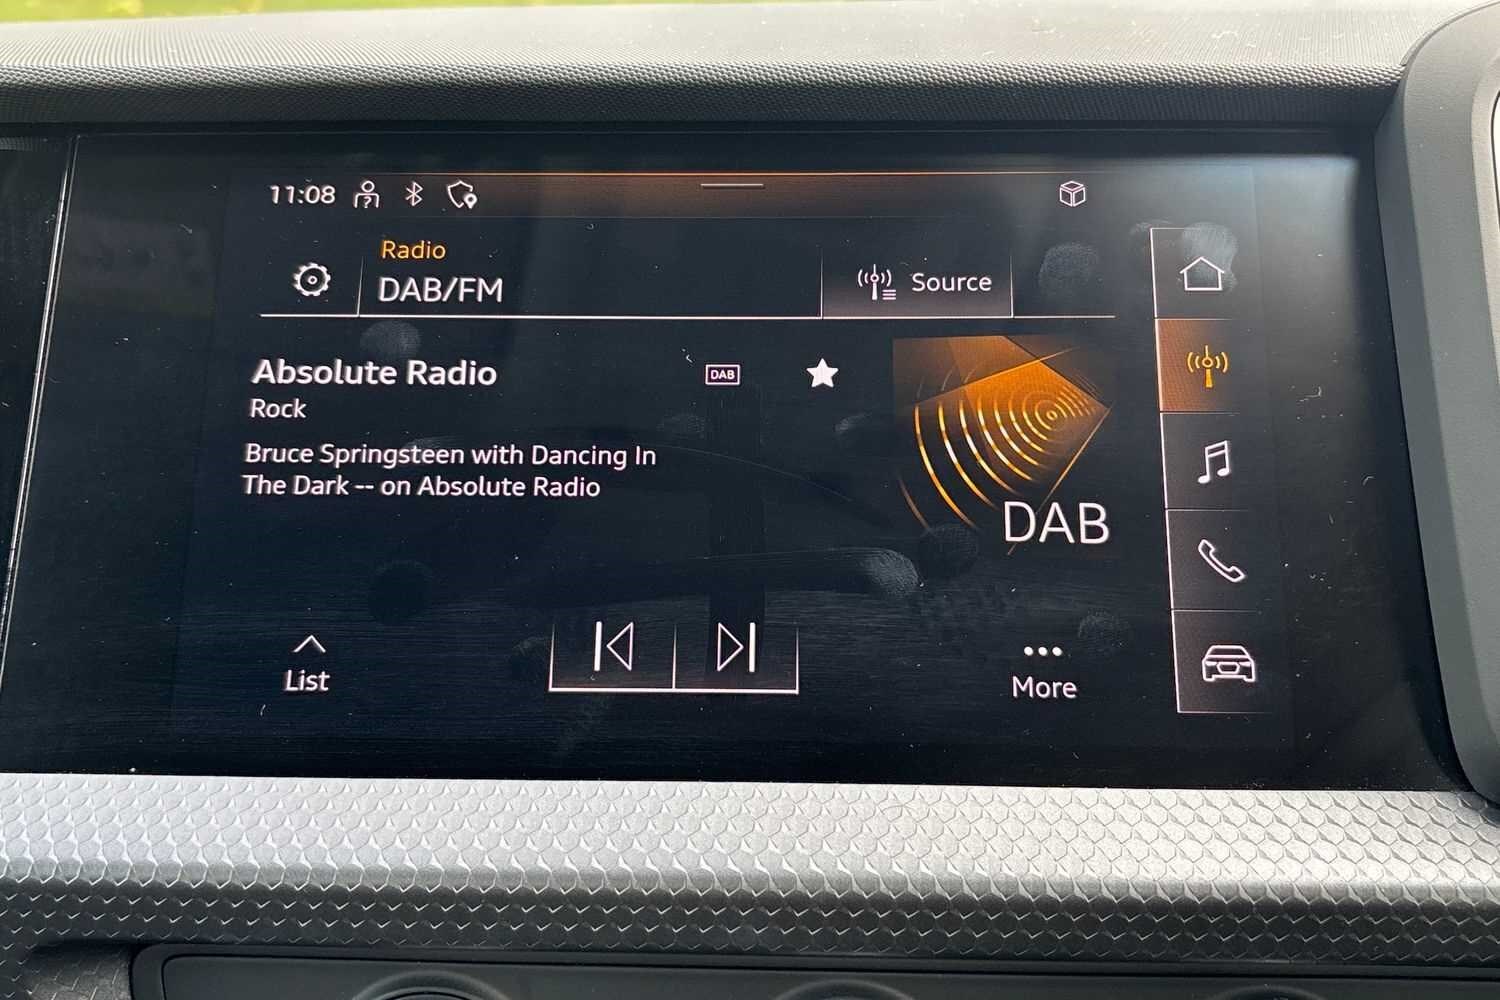 11:08
Radio
DAB/FM
Source
Absolute Radio
DAB
Rock
Bruce Springsteen with Dancing In
The Dark -- on Absolute Radio
DAB
List
More